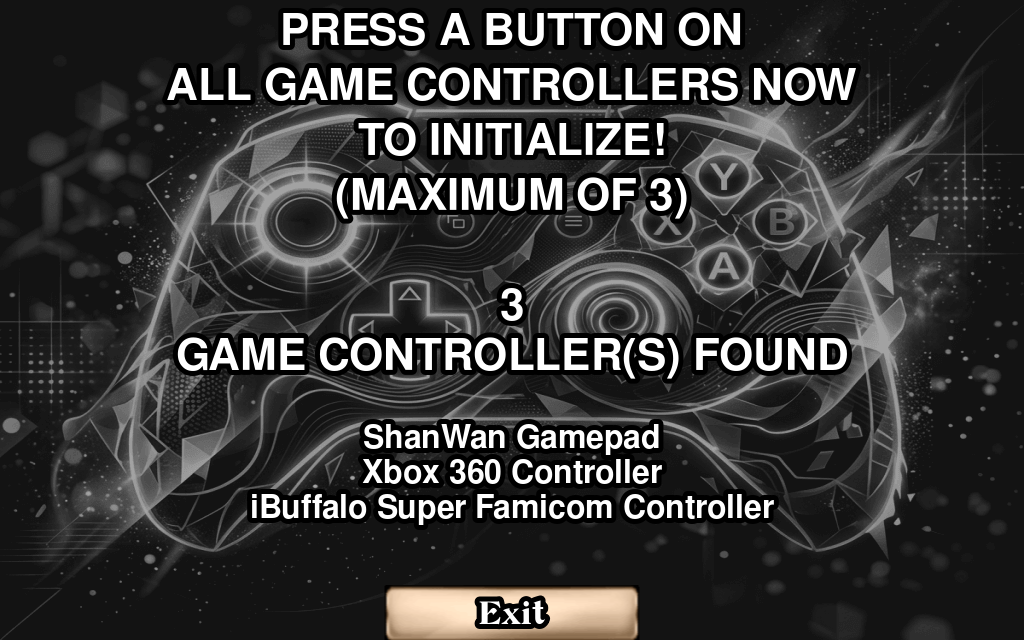 PRESS A BUTTON ON
ALL GAME CONTROLLERS NOW
TO INITIALIZE!
(MAXIMUM OF 3)
Y
X
B
A
3
GAME CONTROLLER(S) FOUND
ShanWan Gamepad
Xbox 360 Controller
iBuffalo Super Famicom Controller
Exit